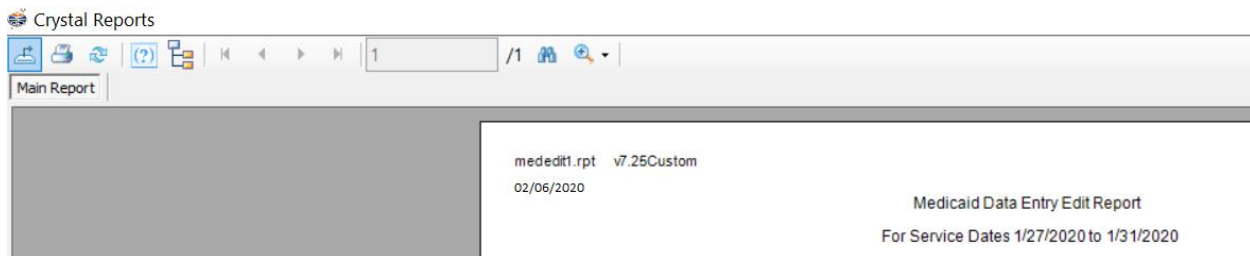 Crystal Reports
(?) 1 /1
Main Report
mededit1.rpt v7.25Custom
02/06/2020
Medicaid Data Entry Edit Report
For Service Dates 1/27/2020 to 1/31/2020